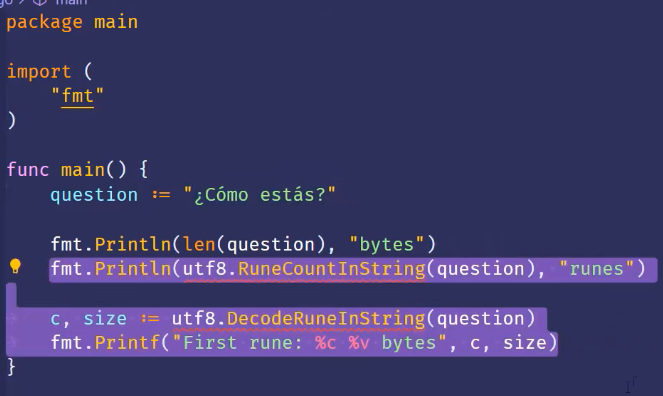 main
package main
import (
"fmt"
)
func main() {
question := "¿Cómo estás?"
fmt.Println(len(question), "bytes")
fmt.Println(utf8.RuneCountInString(question), "runes")
c, size := utf8.DecodeRuneInString(question)
fmt.Printf("First rune: %c %v bytes", c, size)
}